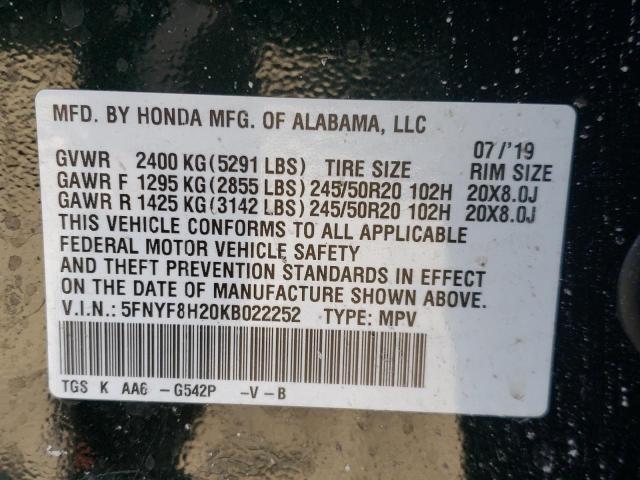 MFD. BY HONDA MFG. OF ALABAMA, LLC
07/'19
GVWR 2400 KG(5291 LBS) TIRE SIZE RIM SIZE
GAWR F 1295 KG(2855 LBS) 245/50R20 102H 20X8.0J
GAWR R 1425 KG(3142 LBS) 245/50R20 102H 20X8.0J
THIS VEHICLE CONFORMS TO ALL APPLICABLE
FEDERAL MOTOR VEHICLE SAFETY
AND THEFT PREVENTION STANDARDS IN EFFECT
ON THE DATE OF MANUFACTURE SHOWN ABOVE.
V.I.N.: 5FNYF8H20KB022252 TYPE: MPV
TGS K AA6 -G542P -V-B